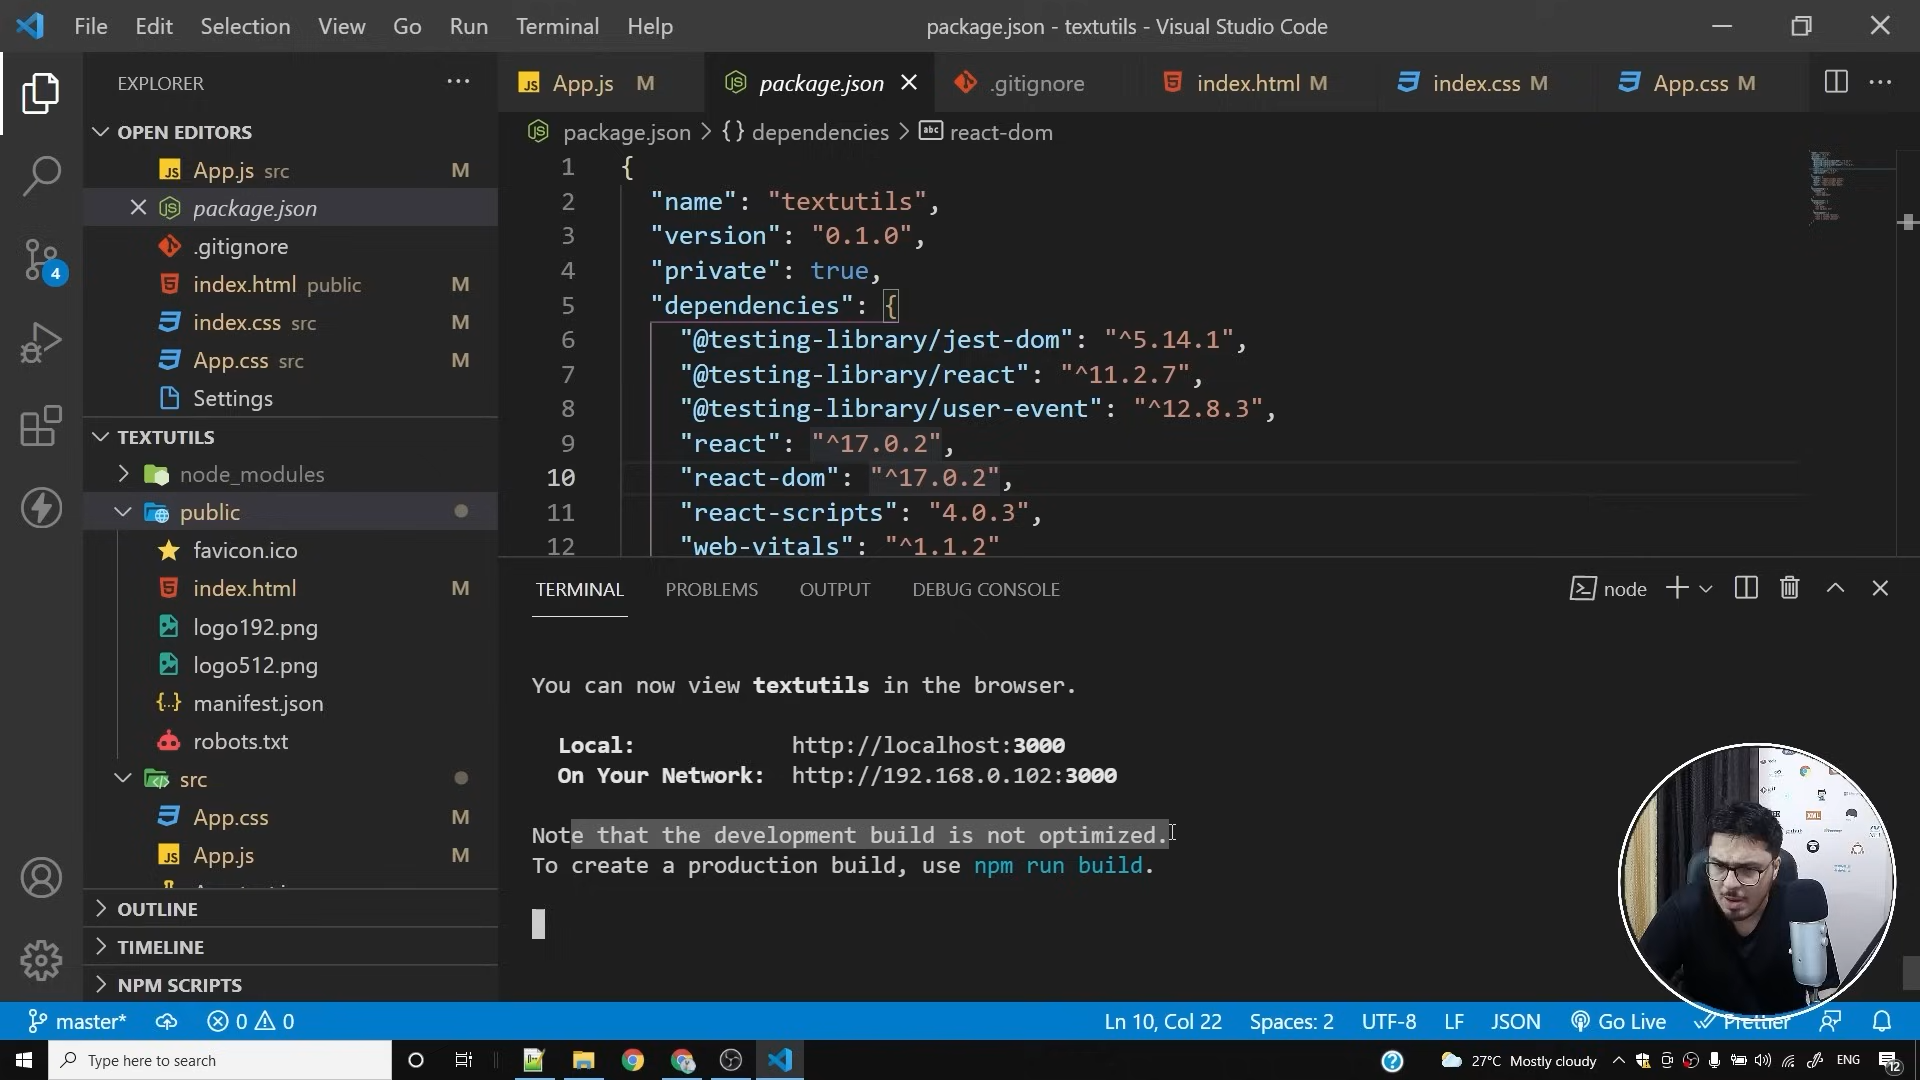 File Edit Selection View Go Run Terminal Help
package.json - textutils - Visual Studio Code
EXPLORER
OPEN EDITORS
App.js src M
package.json
.gitignore
index.html public M
index.css src M
App.css src M
Settings
TEXTUTILS
node_modules
public
favicon.ico
index.html M
logo192.png
logo512.png
manifest.json
robots.txt
src
App.css M
App.js M
OUTLINE
TIMELINE
NPM SCRIPTS
4
App.js M
package.json
.gitignore
index.html M
index.css M
App.css M
package.json > {} dependencies > abc react-dom
1 {
2 "name": "textutils",
3 "version": "0.1.0",
4 "private": true,
5 "dependencies": {
6 "@testing-library/jest-dom": "^5.14.1",
7 "@testing-library/react": "^11.2.7",
8 "@testing-library/user-event": "^12.8.3",
9 "react": "^17.0.2",
10 "react-dom": "^17.0.2",
11 "react-scripts": "4.0.3",
12 "web-vitals": "^1.1.2"
TERMINAL PROBLEMS OUTPUT DEBUG CONSOLE
node
You can now view textutils in the browser.
Local: http://localhost:3000
On Your Network: http://192.168.0.102:3000
Note that the development build is not optimized.
To create a production build, use npm run build.
master* 0 0
Ln 10, Col 22 Spaces: 2 UTF-8 LF JSON Go Live Prettier
Type here to search
27°C Mostly cloudy ENG 12